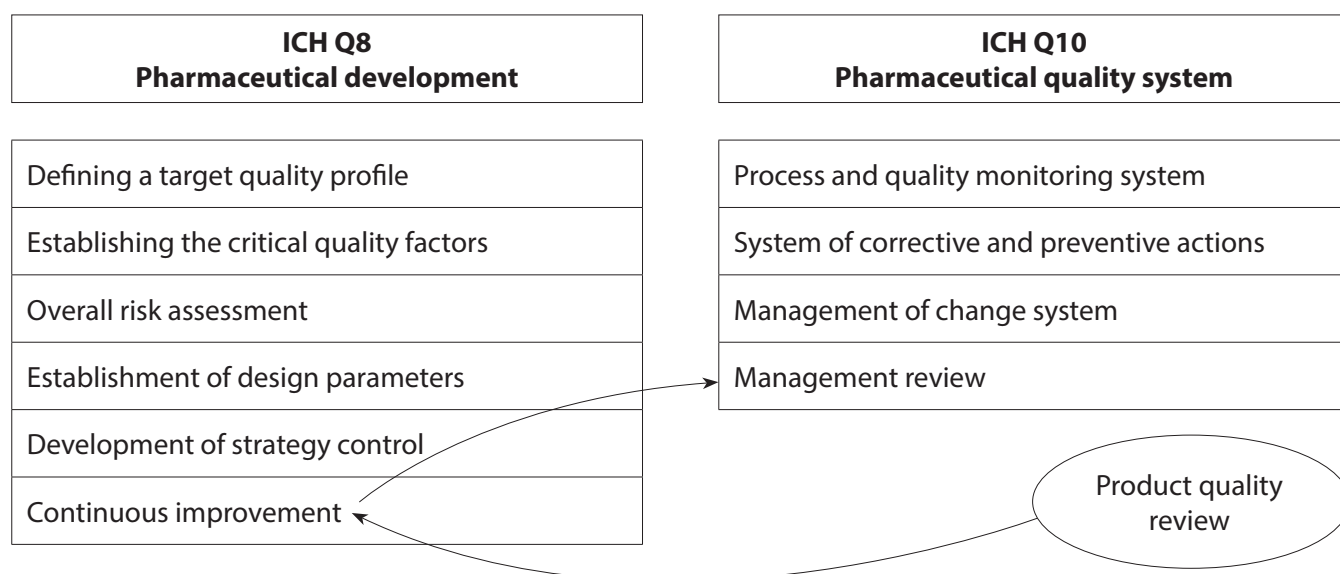 ICH Q8
Pharmaceutical development
Defining a target quality profile
Establishing the critical quality factors
Overall risk assessment
Establishment of design parameters
Development of strategy control
Continuous improvement
ICH Q10
Pharmaceutical quality system
Process and quality monitoring system
System of corrective and preventive actions
Management of change system
Management review
Product quality
review